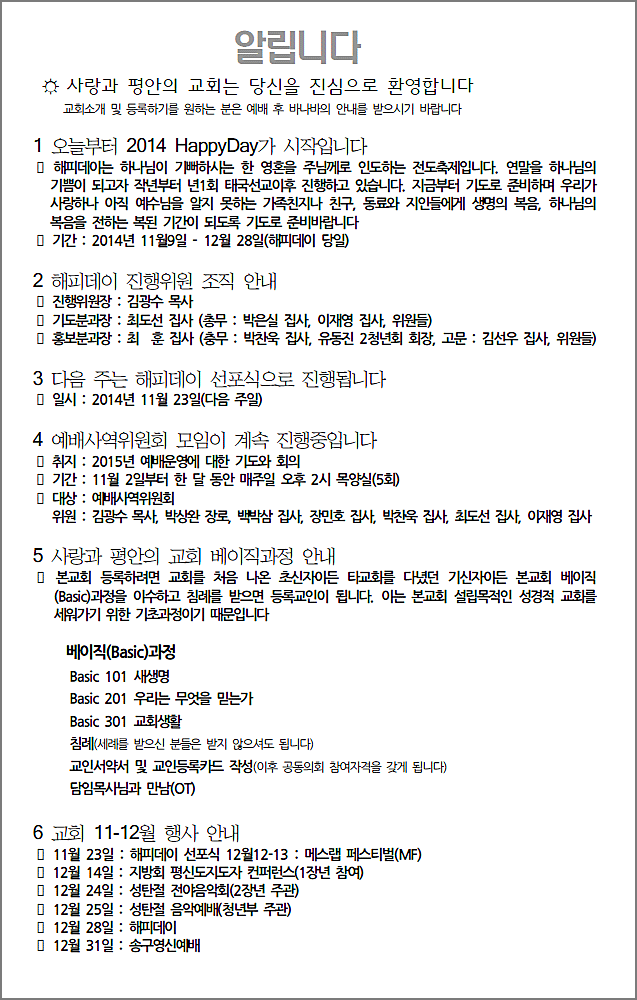 알립니다
☼ 사랑과 평안의 교회는 당신을 진심으로 환영합니다
교회소개 및 등록하기를 원하는 분은 예배 후 바나바의 안내를 받으시기 바랍니다
1 오늘부터 2014 HappyDay가 시작입니다
▯ 해피데이는 하나님이 기뻐하시는 한 영혼을 주님께로 인도하는 전도축제입니다. 연말을 하나님의
기쁨이 되고자 작년부터 년1회 태국선교이후 진행하고 있습니다. 지금부터 기도로 준비하며 우리가
사랑하나 아직 예수님을 알지 못하는 가족친지나 친구, 동료와 지인들에게 생명의 복음, 하나님의
복음을 전하는 복된 기간이 되도록 기도로 준비바랍니다
▯ 기간 : 2014년 11월9일 - 12월 28일(해피데이 당일)
2 해피데이 진행위원 조직 안내
▯ 진행위원장 : 김광수 목사
▯ 기도분과장 : 최도선 집사 (총무 : 박은실 집사, 이재영 집사, 위원들)
▯ 홍보분과장 : 최 훈 집사 (충무 : 박찬욱 집사, 유동진 2청년회 회장, 고문 : 김선우 집사, 위원들)
3 다음 주는 해피데이 선포식으로 진행됩니다
▯ 일시 : 2014년 11월 23일(다음 주일)
4 예배사역위원회 모임이 계속 진행중입니다
▯ 취지 : 2015년 예배운영에 대한 기도와 회의
▯ 기간 : 11월 2일부터 한 달 동안 매주일 오후 2시 목양실(5회)
▯ 대상 : 예배사역위원회
위원 : 김광수 목사, 박상완 장로, 백박삼 집사, 장민호 집사, 박찬욱 집사, 최도선 집사, 이재영 집사
5 사랑과 평안의 교회 베이직과정 안내
▯ 본교회 등록하려면 교회를 처음 나온 초신자이든 타교회를 다녔던 기신자이든 본교회 베이직
(Basic)과정을 이수하고 침례를 받으면 등록교인이 됩니다. 이는 본교회 설립목적인 성경적 교회를
세워가기 위한 기초과정이기 때문입니다
베이직(Basic)과정
Basic 101 새생명
Basic 201 우리는 무엇을 믿는가
Basic 301 교회생활
침례(세례를 받으신 분들은 받지 않으셔도 됩니다)
교인서약서 및 교인등록카드 작성(이후 공동의회 참여자격을 갖게 됩니다)
담임목사님과 만남(OT)
6 교회 11-12월 행사 안내
▯ 11월 23일 : 해피데이 선포식 12월12-13 : 메스랩 페스티벌(MF)
▯ 12월 14일 : 지방회 평신도지도자 컨퍼런스(1장년 참여)
▯ 12월 24일 : 성탄절 전야음악회(2장년 주관)
▯ 12월 25일 : 성탄절 음악예배(청년부 주관)
▯ 12월 28일 : 해피데이
▯ 12월 31일 : 송구영신예배